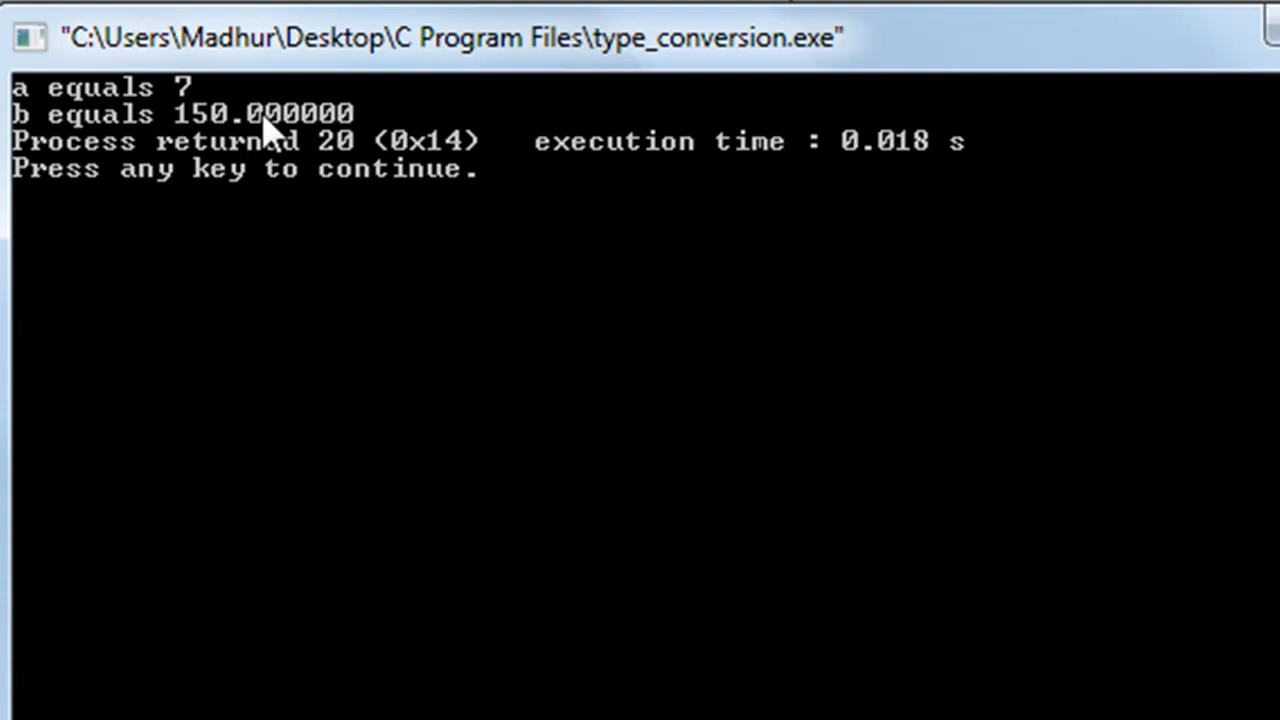 "C:\Users\Madhur\Desktop\C Program Files\type_conversion.exe"
a equals 7
b equals 150.000000
Process returned 20 (0x14)   execution time : 0.018 s
Press any key to continue.